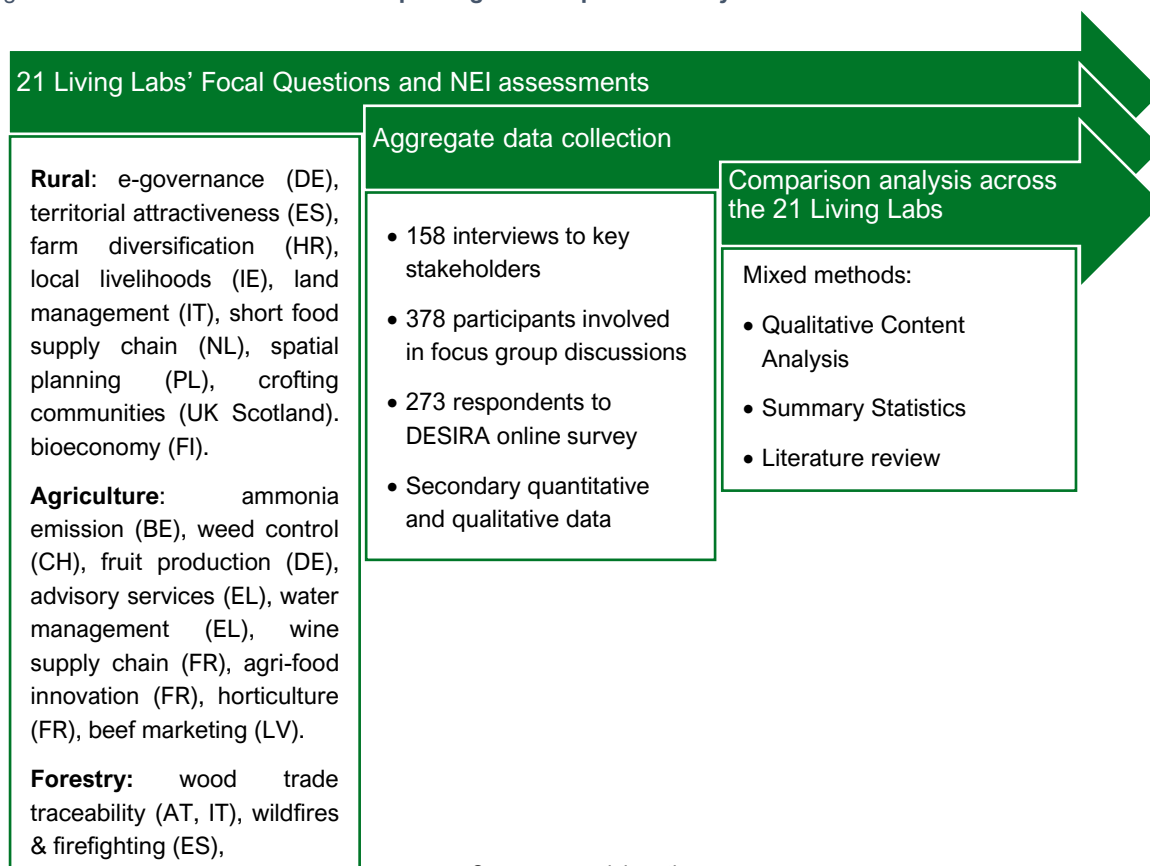 21 Living Labs’ Focal Questions and NEI assessments
Rural: e-governance (DE),
territorial attractiveness (ES),
farm diversification (HR),
local livelihoods (IE), land
management (IT), short food
supply chain (NL), spatial
planning (PL), crofting
communities (UK Scotland).
bioeconomy (FI).
Agriculture: ammonia
emission (BE), weed control
(CH), fruit production (DE),
advisory services (EL), water
management (EL), wine
supply chain (FR), agri-food
innovation (FR), horticulture
(FR), beef marketing (LV).
Forestry: wood trade
traceability (AT, IT), wildfires
& firefighting (ES),
Aggregate data collection
• 158 interviews to key
stakeholders
• 378 participants involved
in focus group discussions
• 273 respondents to
DESIRA online survey
• Secondary quantitative
and qualitative data
Comparison analysis across
the 21 Living Labs
Mixed methods:
• Qualitative Content
Analysis
• Summary Statistics
• Literature review